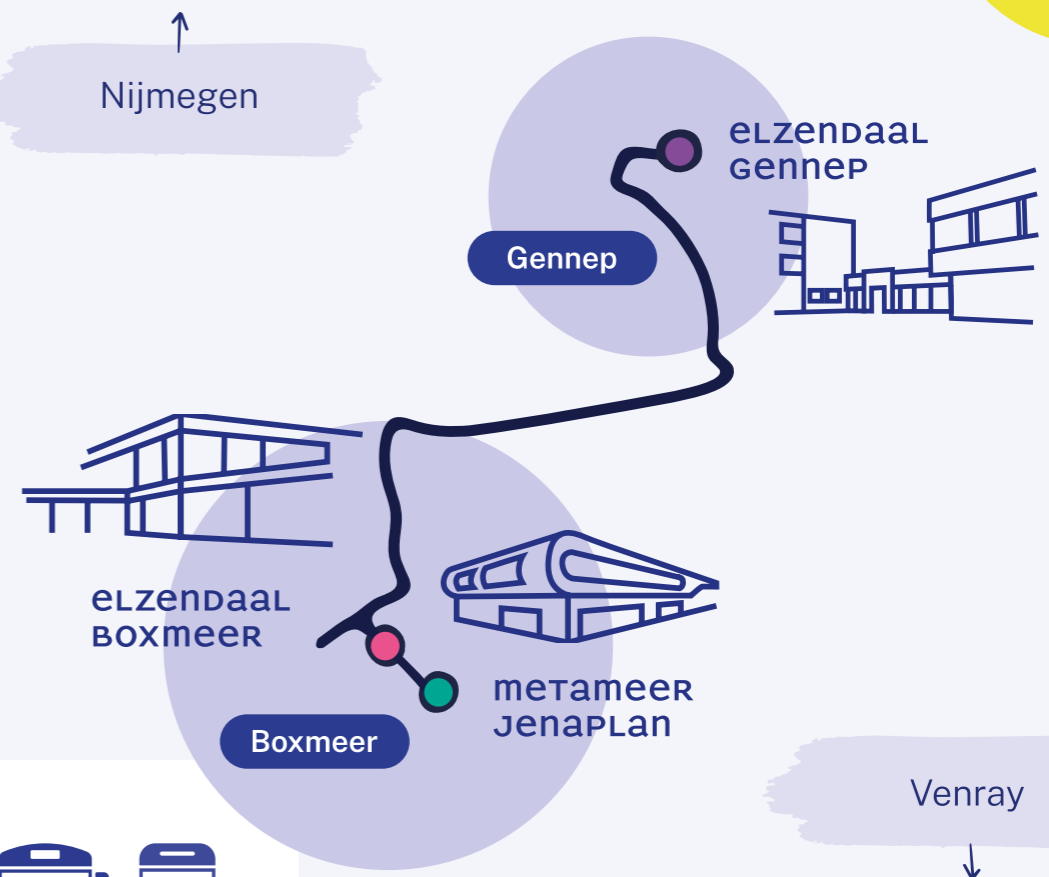 Nijmegen
eLzenDaaL
GenneP
Gennep
eLzenDaaL
BOxmeeR
meTameeR
JenaPLan
Boxmeer
Venray